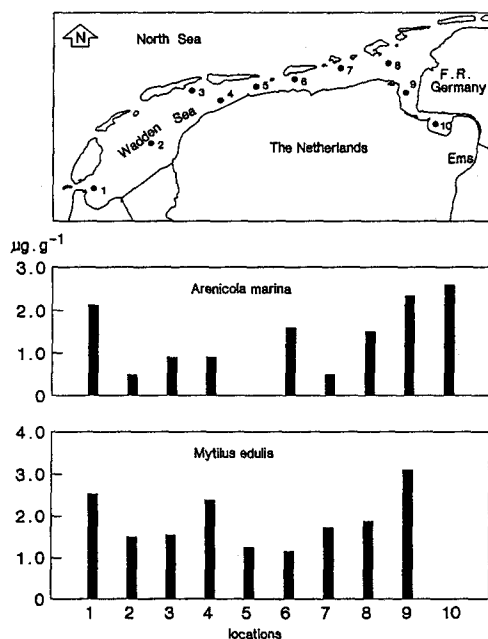 N
North Sea
8
7
F. R.
Germany
3
5
6
9
4
Wadden Sea
10
2
The Netherlands
Ems
1
µg.g⁻¹
3.0
Arenicola marina
2.0
1.0
0
Mytilus edulis
4.0
3.0
2.0
1.0
0
1 2 3 4 5 6 7 8 9 10
locations